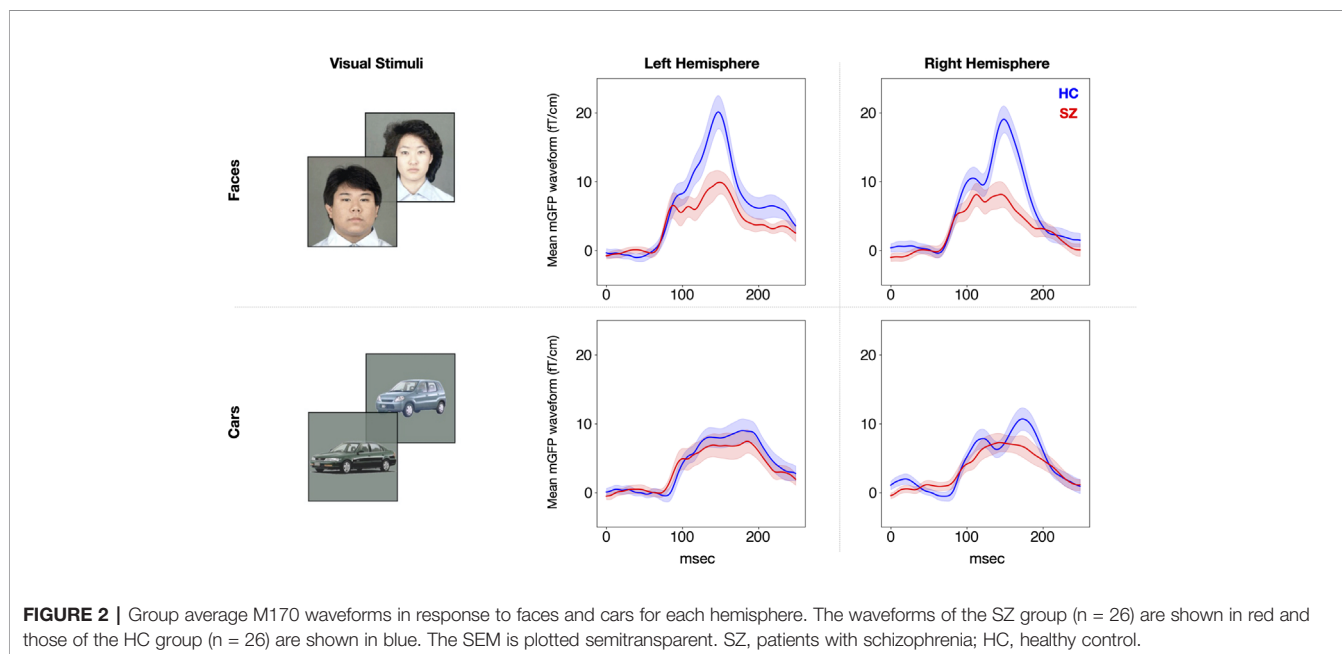 Visual Stimuli
Left Hemisphere
Right Hemisphere
Faces
Mean mGFP waveform (fT/cm)
20
10
0
0 100 200
HC
SZ
20
10
0
0 100 200
Cars
Mean mGFP waveform (fT/cm)
20
10
0
0 100 200
msec
20
10
0
0 100 200
msec
FIGURE 2 | Group average M170 waveforms in response to faces and cars for each hemisphere. The waveforms of the SZ group (n = 26) are shown in red and
those of the HC group (n = 26) are shown in blue. The SEM is plotted semitransparent. SZ, patients with schizophrenia; HC, healthy control.